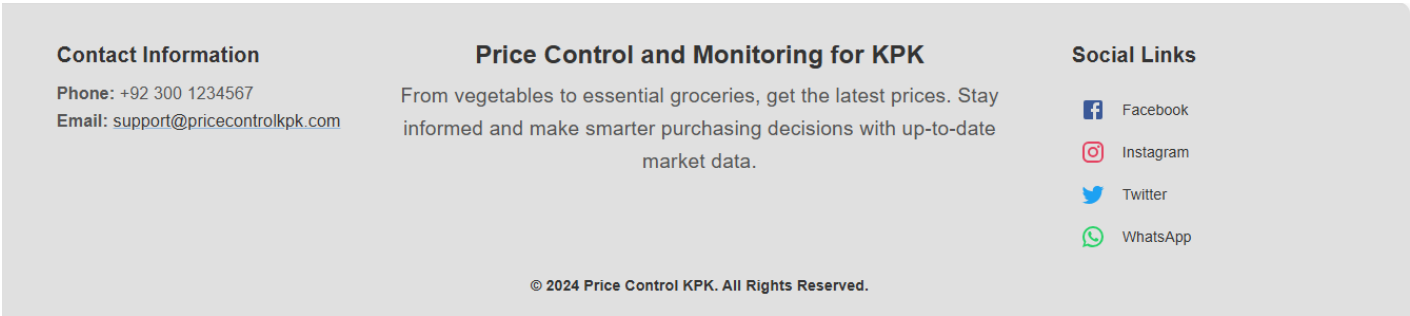 Contact Information
Phone: +92 300 1234567
Email: support@pricecontrolkpk.com
Price Control and Monitoring for KPK
From vegetables to essential groceries, get the latest prices. Stay
informed and make smarter purchasing decisions with up-to-date
market data.
Social Links
Facebook
Instagram
Twitter
WhatsApp
© 2024 Price Control KPK. All Rights Reserved.